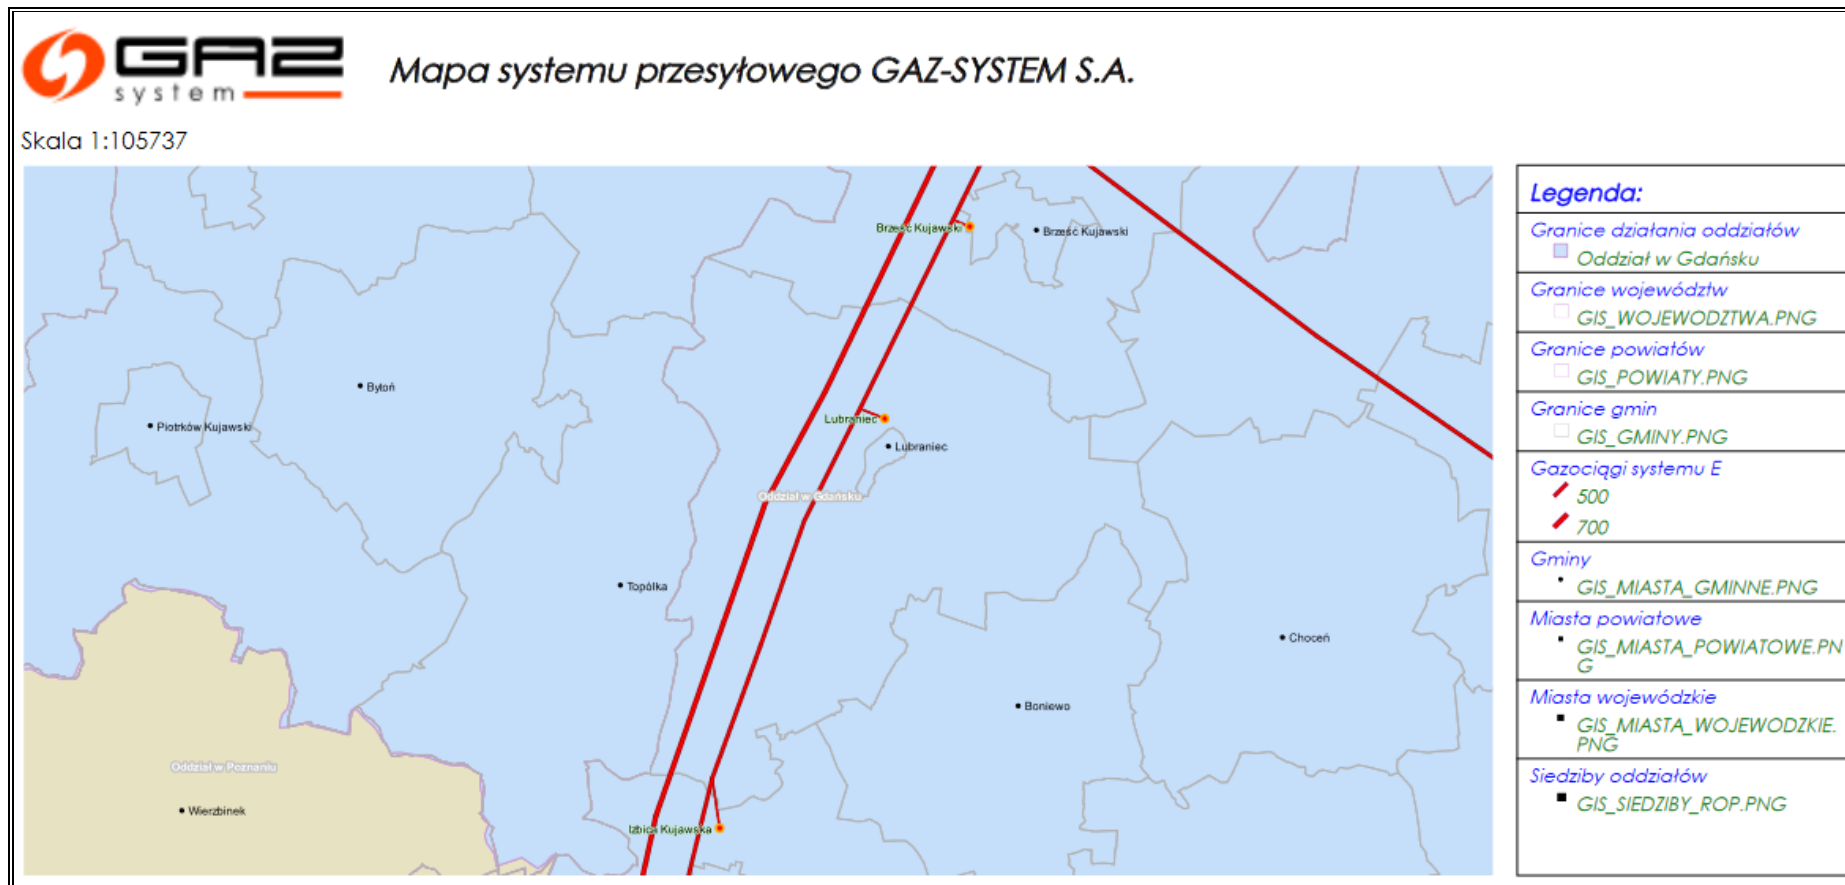 GAZ
system
Mapa systemu przesyłowego GAZ-SYSTEM S.A.
Skala 1:105737
Brześć Kujawski
Brześć Kujawski
Bytoń
Piotrków Kujawski
Lubraniec
Lubraniec
Oddział w Gdańsku
Topólka
Choceń
Boniewo
Oddział w Poznaniu
Wierzbinek
Izbica Kujawska
Legenda:
Granice działania oddziałów
Oddział w Gdańsku
Granice województw
GIS_WOJEWODZTWA.PNG
Granice powiatów
GIS_POWIATY.PNG
Granice gmin
GIS_GMINY.PNG
Gazociągi systemu E
500
700
Gminy
GIS_MIASTA_GMINNE.PNG
Miasta powiatowe
GIS_MIASTA_POWIATOWE.PN
G
Miasta wojewódzkie
GIS_MIASTA_WOJEWODZKIE.
PNG
Siedziby oddziałów
GIS_SIEDZIBY_ROP.PNG